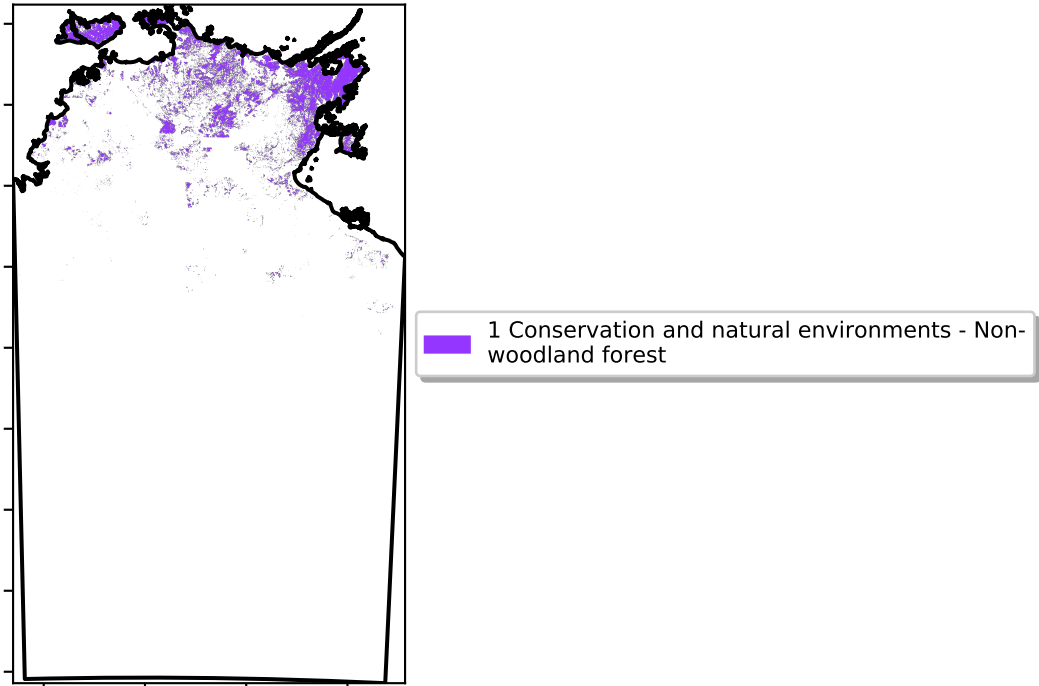 1 Conservation and natural environments - Non-
woodland forest